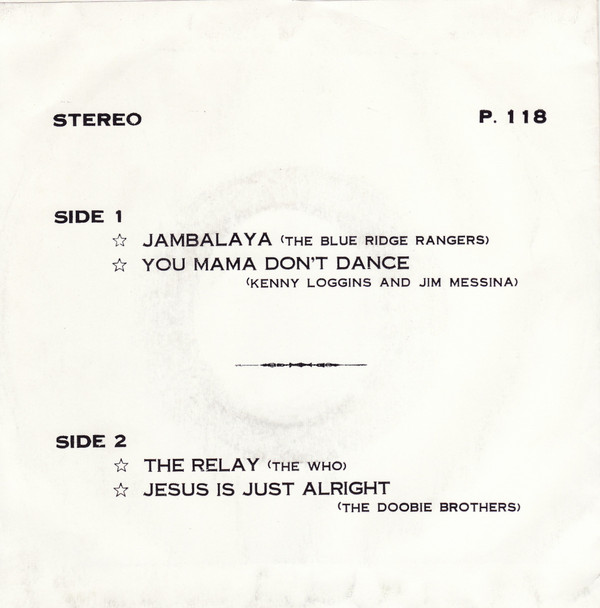 STEREO P. 118
SIDE 1
☆ JAMBALAYA (THE BLUE RIDGE RANGERS)
☆ YOU MAMA DON'T DANCE
(KENNY LOGGINS AND JIM MESSINA)
SIDE 2
☆ THE RELAY (THE WHO)
☆ JESUS IS JUST ALRIGHT
(THE DOOBIE BROTHERS)